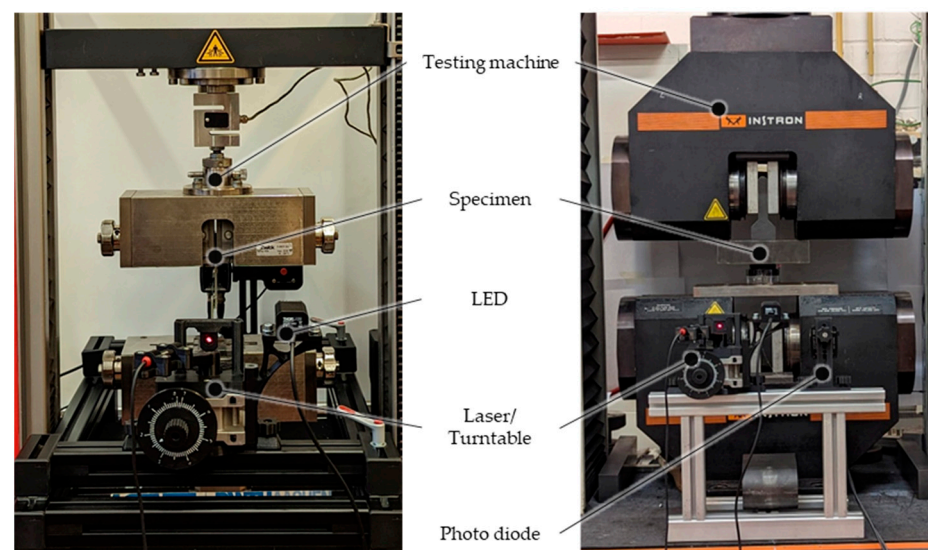 Testing machine
INSTRON
Specimen
LED
Laser/
Turntable
Photo diode